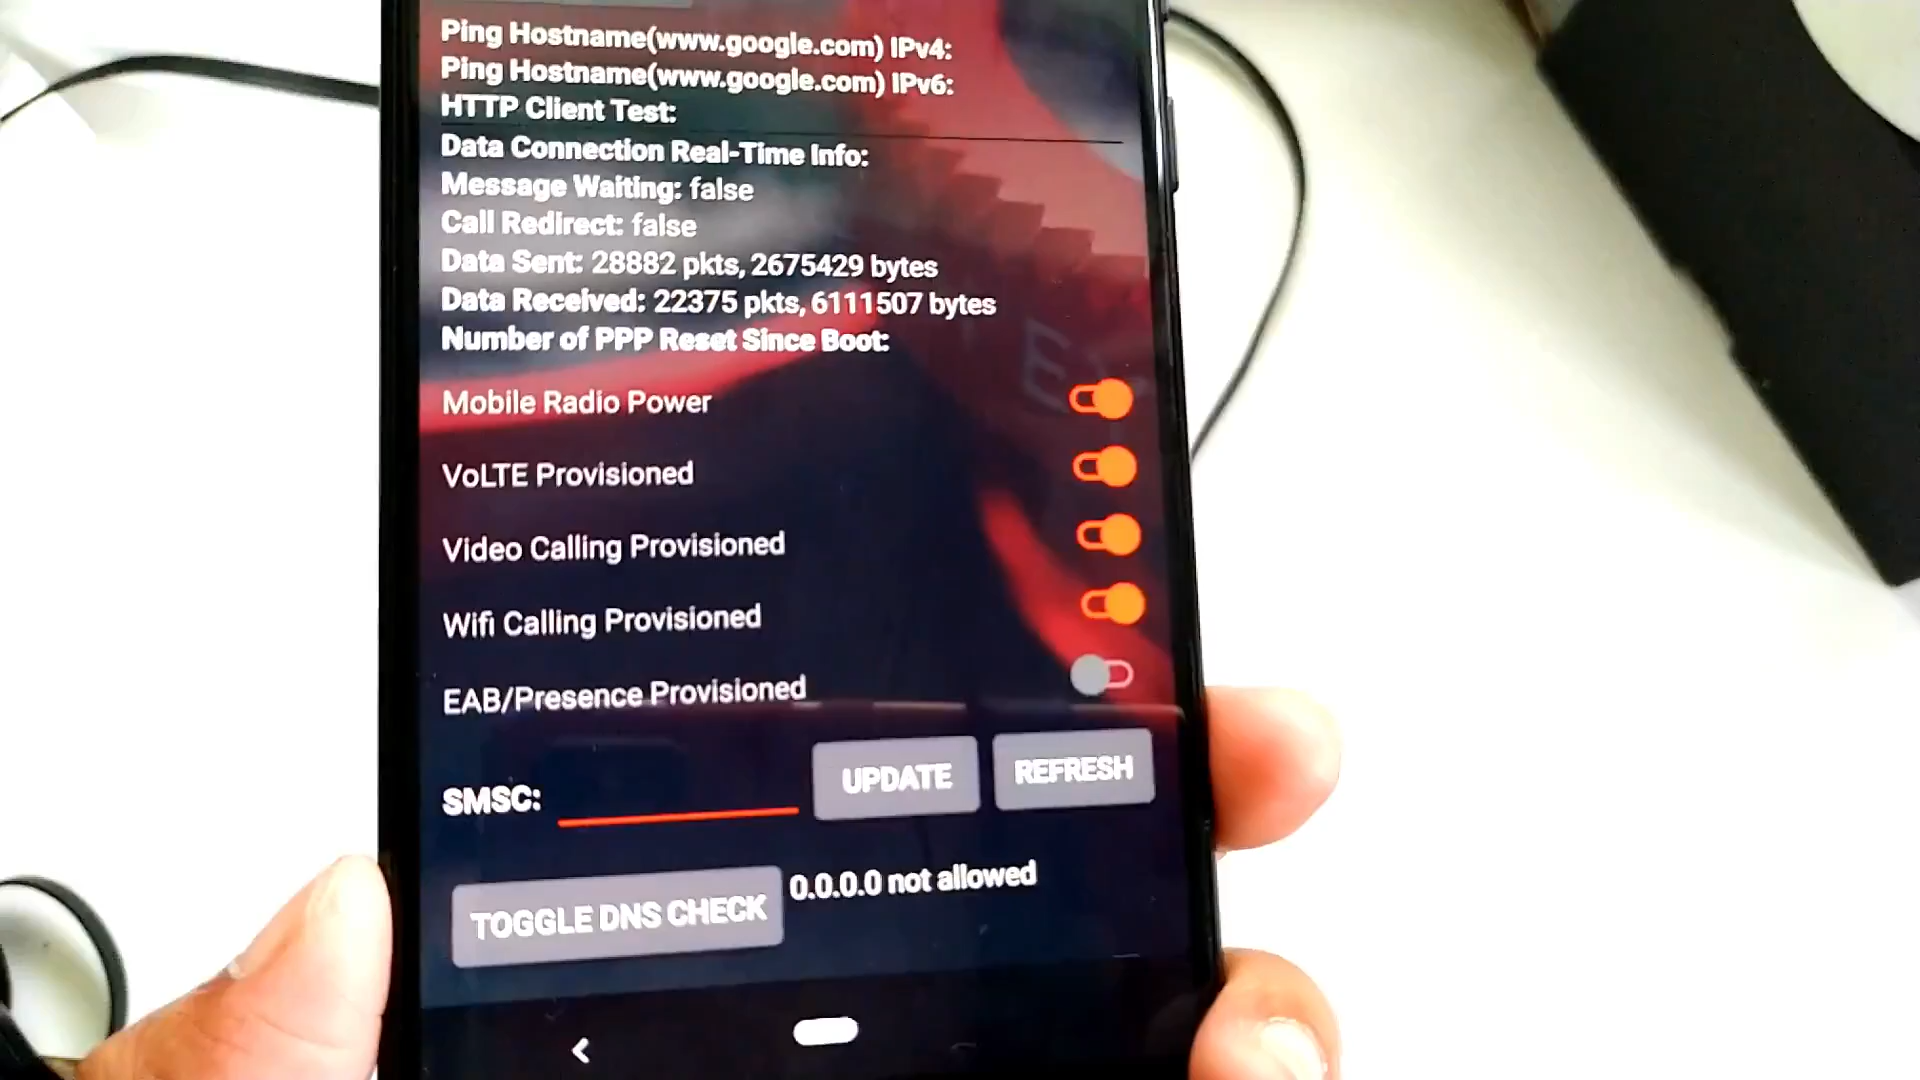 Ping Hostname(www.google.com) IPv4:
Ping Hostname(www.google.com) IPv6:
HTTP Client Test:
Data Connection Real-Time Info:
Message Waiting: false
Call Redirect: false
Data Sent: 28882 pkts, 2675429 bytes
Data Received: 22375 pkts, 6111507 bytes
Number of PPP Reset Since Boot:
Mobile Radio Power
VoLTE Provisioned
Video Calling Provisioned
Wifi Calling Provisioned
EAB/Presence Provisioned
SMSC:
UPDATE
REFRESH
TOGGLE DNS CHECK
0.0.0.0 not allowed